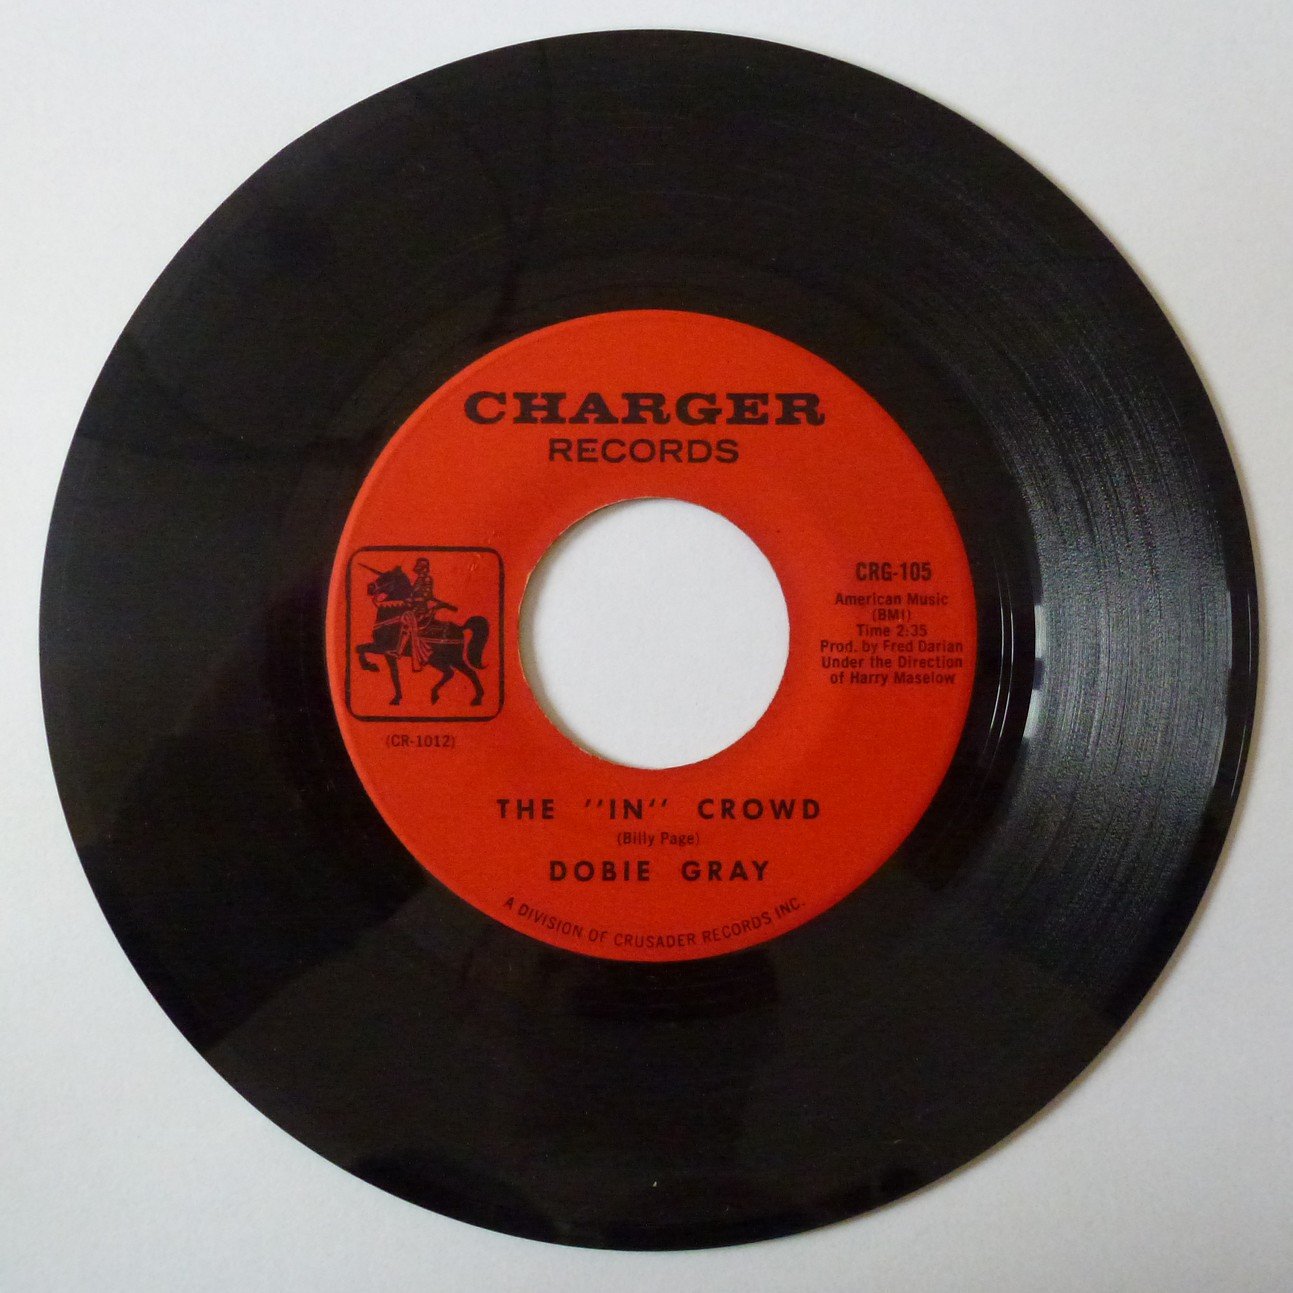 CHARGER
RECORDS
CRG-105
American Music
(BMI)
Time 2:35
Prod. by Fred Darian
Under the Direction
of Harry Maselow
(CR-1012)
THE "IN" CROWD
(Billy Page)
DOBIE GRAY
A DIVISION OF CRUSADER RECORDS INC.